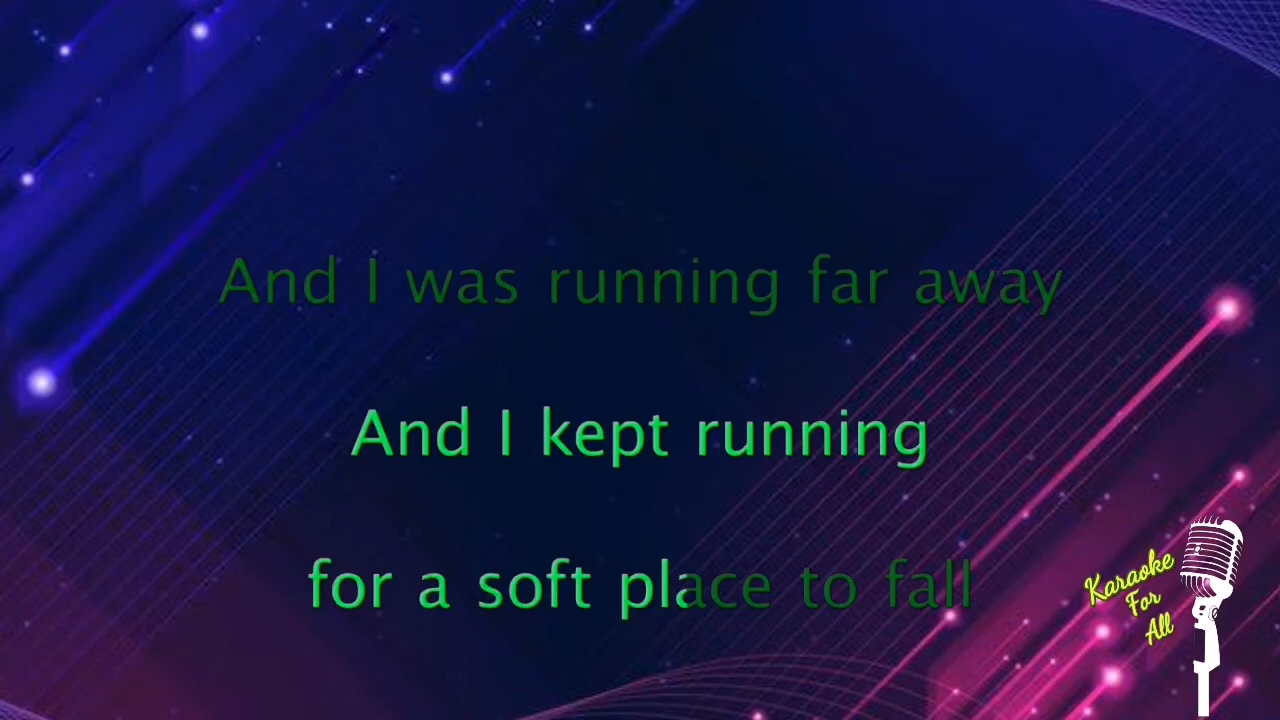 And I was running far away
And I kept running
for a soft place to fall
Karaoke
For
All